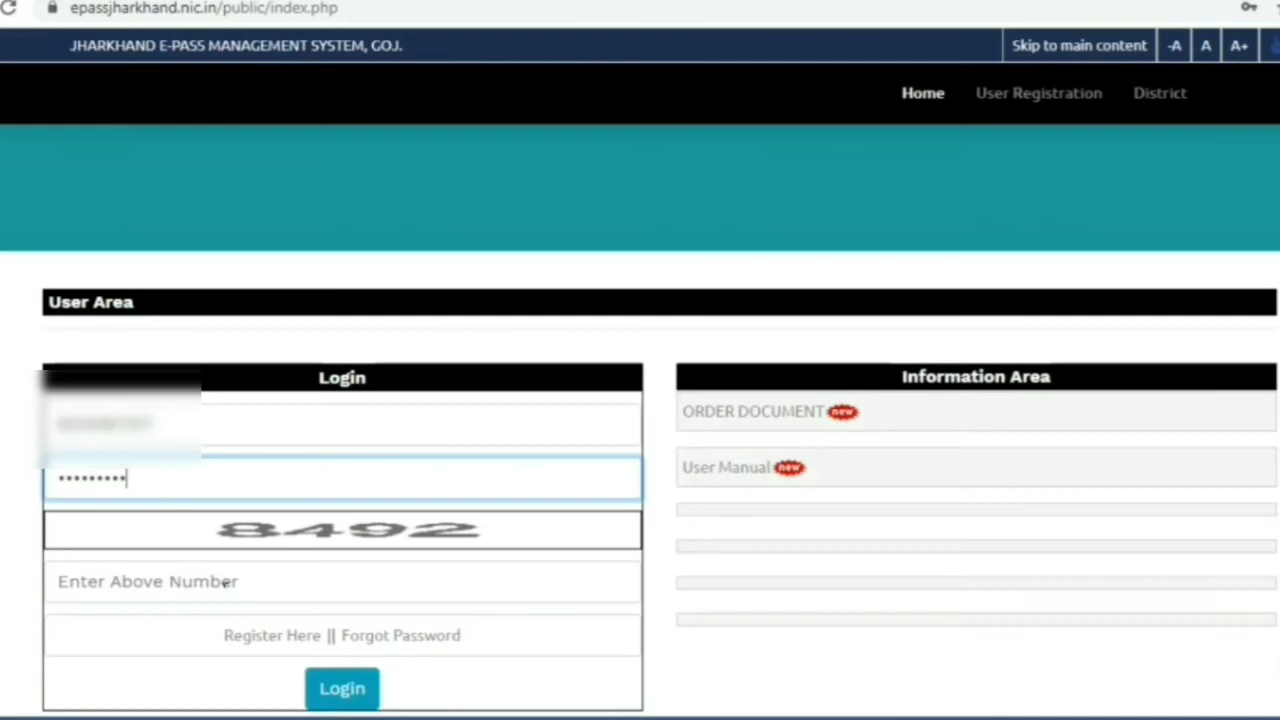 epassjharkhand.nic.in/public/index.php
JHARKHAND E-PASS MANAGEMENT SYSTEM, GOJ.
Skip to main content
-A
A
A+
Home
User Registration
District
User Area
Login
•••••••••
8492
Enter Above Number
Register Here || Forgot Password
Login
Information Area
ORDER DOCUMENT new
User Manual new